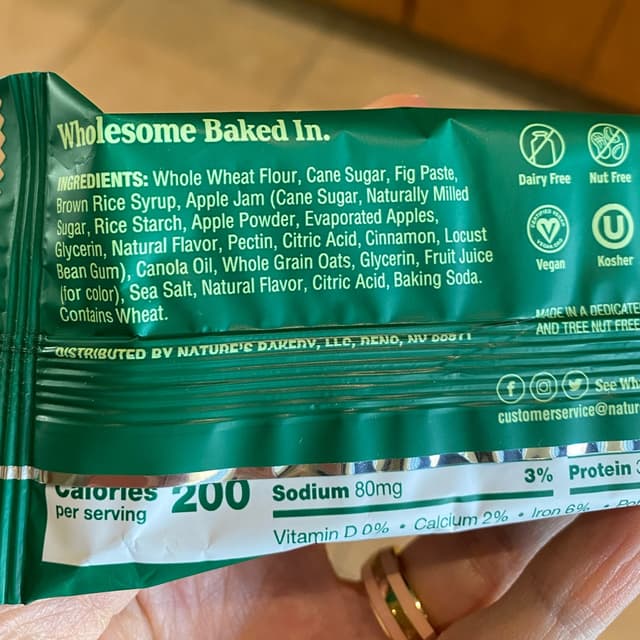 Wholesome Baked In.
INGREDIENTS: Whole Wheat Flour, Cane Sugar, Fig Paste,
Brown Rice Syrup, Apple Jam (Cane Sugar, Naturally Milled
Sugar, Rice Starch, Apple Powder, Evaporated Apples,
Glycerin, Natural Flavor, Pectin, Citric Acid, Cinnamon, Locust
Bean Gum), Canola Oil, Whole Grain Oats, Glycerin, Fruit Juice
(for color), Sea Salt, Natural Flavor, Citric Acid, Baking Soda.
Contains Wheat.
Dairy Free
Nut Free
Vegan
U
Kosher
DISTRIBUTED BY NATURE'S BAKERY, LLC, RENO, NV
MADE IN A DEDICATE
AND TREE NUT FREE
See Wh
customerservice@natur
Calories 200
per serving
Sodium 80mg 3%
Protein
Vitamin D 0% • Calcium 2% • Iron 6% •